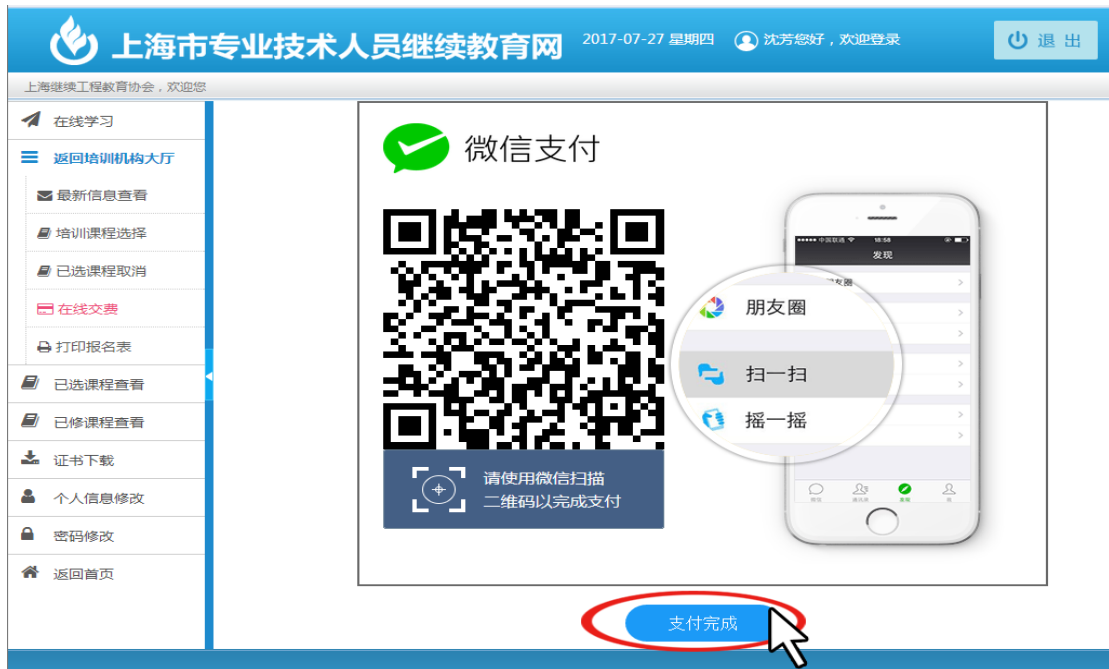 上海市专业技术人员继续教育网
2017-07-27 星期四
沈芳您好，欢迎登录
退 出
上海继续工程教育协会，欢迎您
在线学习
返回培训机构大厅
最新信息查看
培训课程选择
已选课程取消
在线交费
打印报名表
已选课程查看
已修课程查看
证书下载
个人信息修改
密码修改
返回首页
微信支付
请使用微信扫描
二维码以完成支付
中国联通
18:58
发现
朋友圈
扫一扫
摇一摇
支付完成